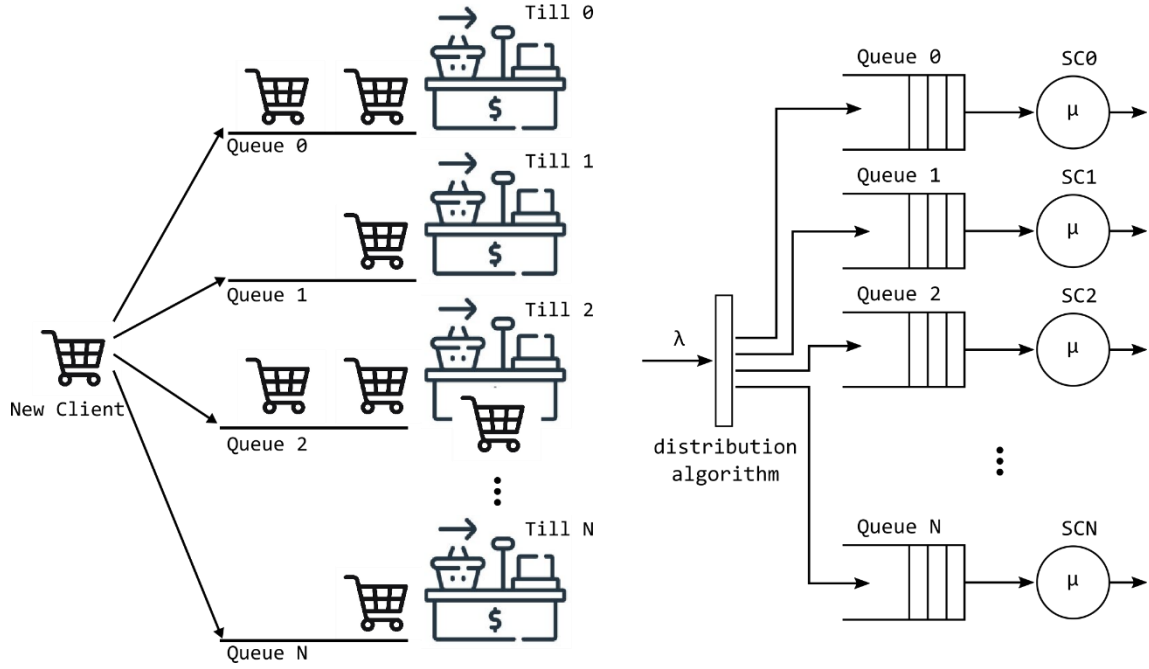 Till 0
$
Queue 0
Till 1
$
Queue 1
Till 2
New Client
Queue 2
Till N
$
Queue N
Queue 0
SC0
μ
Queue 1
SC1
μ
Queue 2
SC2
μ
λ
distribution
algorithm
Queue N
SCN
μ